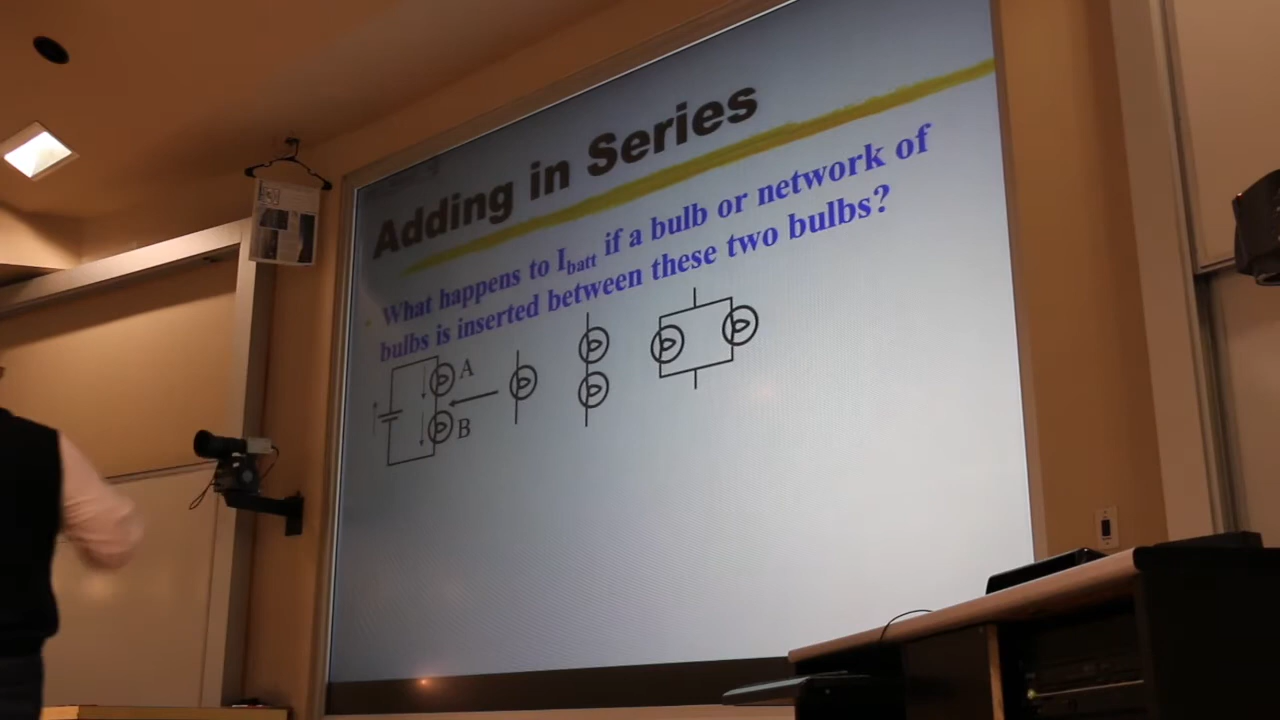 Adding in Series
What happens to Ibatt if a bulb or network of
bulbs is inserted between these two bulbs?
A
B